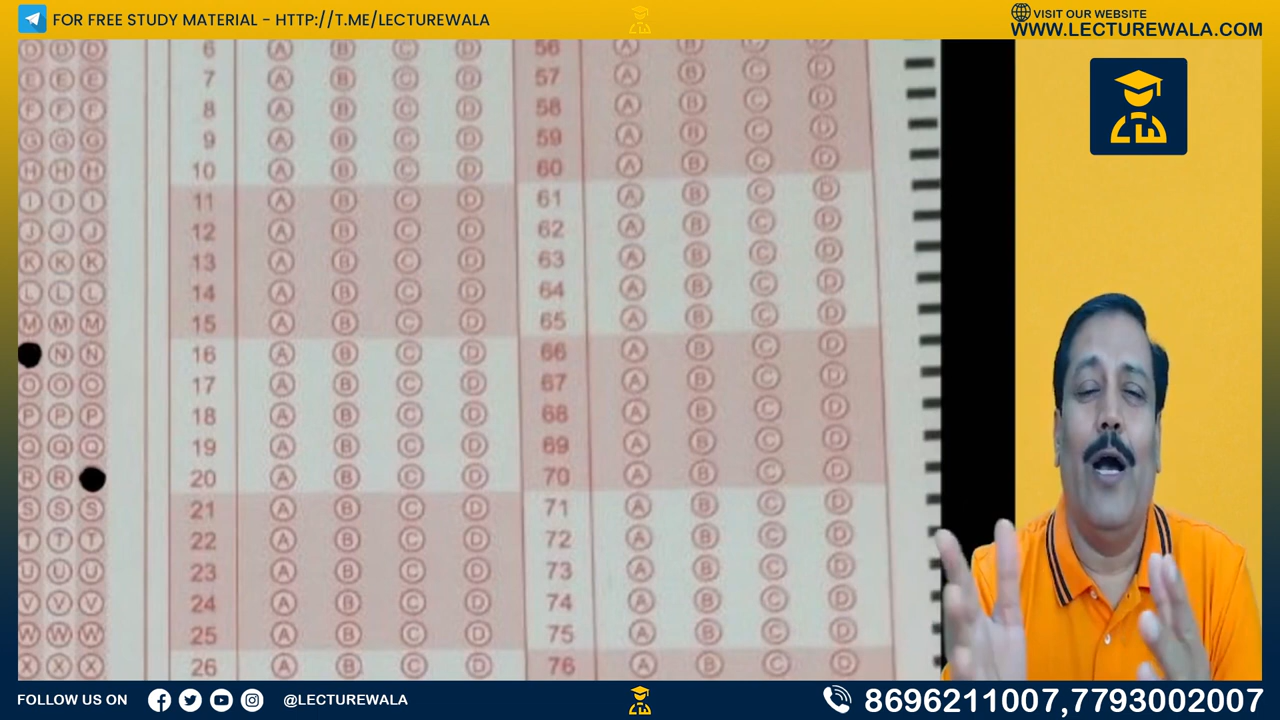 FOR FREE STUDY MATERIAL - HTTP://T.ME/LECTUREWALA
VISIT OUR WEBSITE
WWW.LECTUREWALA.COM
D D D 6 A B C D 56 A B C D
E E E 7 A B C D 57 A B C D
F F F 8 A B C D 58 A B C D
G G G 9 A B C D 59 A B C D
H H H 10 A B C D 60 A B C D
I I I 11 A B C D 61 A B C D
J J J 12 A B C D 62 A B C D
K K K 13 A B C D 63 A B C D
L L L 14 A B C D 64 A B C D
M M M 15 A B C D 65 A B C D
N N 16 A B C D 66 A B C D
O O O 17 A B C D 67 A B C D
P P P 18 A B C D 68 A B C D
Q Q Q 19 A B C D 69 A B C D
R R 20 A B C D 70 A B C D
S S S 21 A B C D 71 A B C D
T T T 22 A B C D 72 A B C D
U U U 23 A B C D 73 A B C D
V V V 24 A B C D 74 A B C D
W W W 25 A B C D 75 A B C D
X X X 26 A B C D 76 A B C D
FOLLOW US ON @LECTUREWALA
8696211007,7793002007